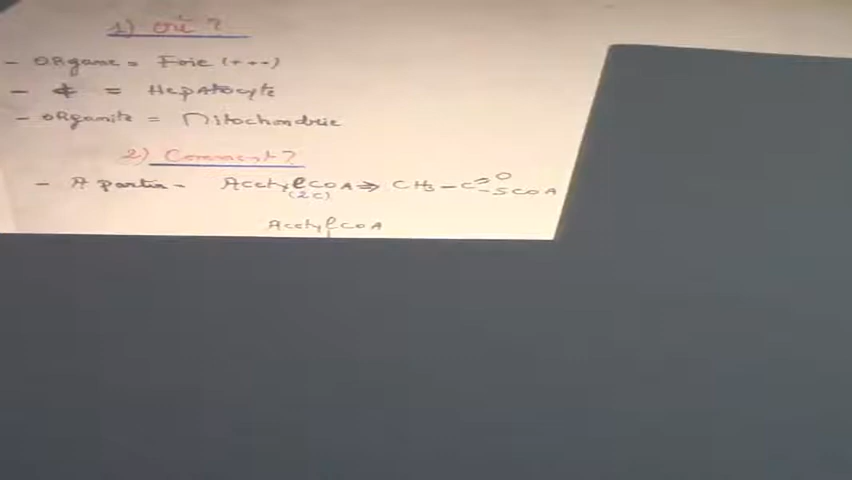 1) où ?
- ORgane = Foie (+++)
- = Hepatocyte
- ORganite = Mitochondrie
2) Comment ?
- A partir - AcetylCOA ⇒ CH3-C=O-SCOA
(2C)
AcetylCOA